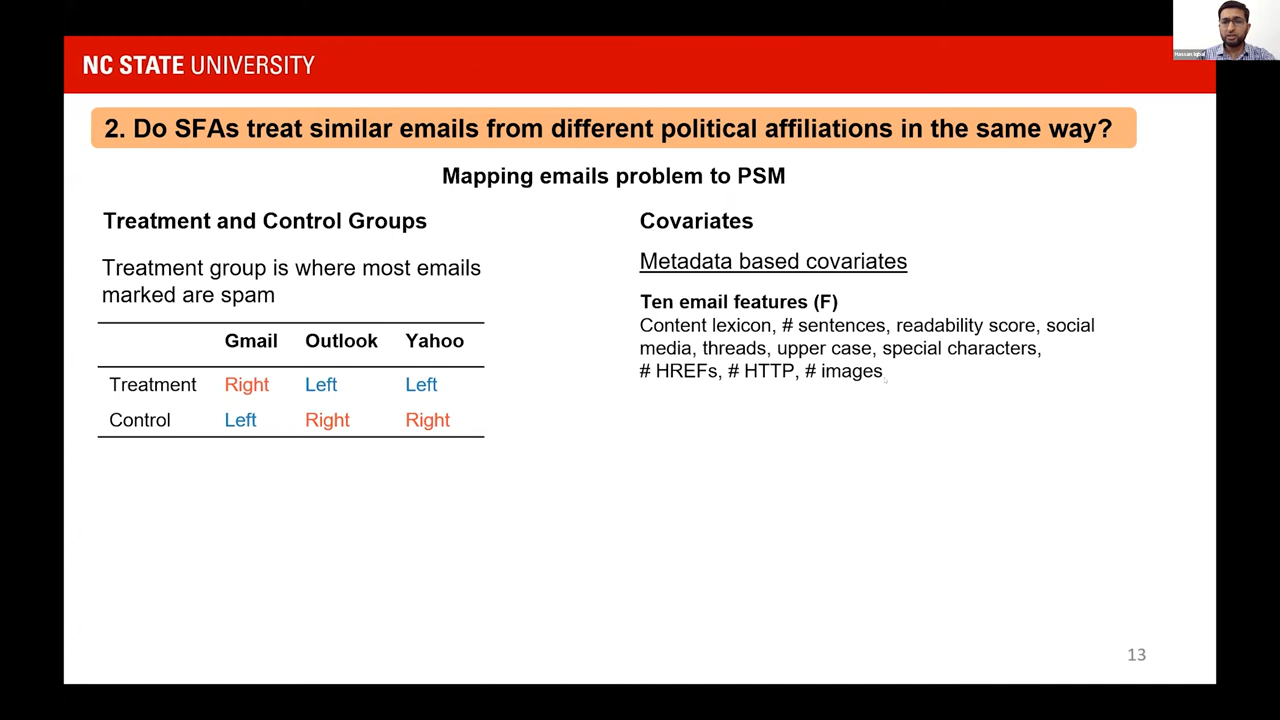 Hassan Iqbal
NC STATE UNIVERSITY
2. Do SFAs treat similar emails from different political affiliations in the same way?
Mapping emails problem to PSM
Treatment and Control Groups
Treatment group is where most emails
marked are spam
Gmail Outlook Yahoo
Treatment Right Left Left
Control Left Right Right
Covariates
Metadata based covariates
Ten email features (F)
Content lexicon, # sentences, readability score, social
media, threads, upper case, special characters,
# HREFs, # HTTP, # images
13